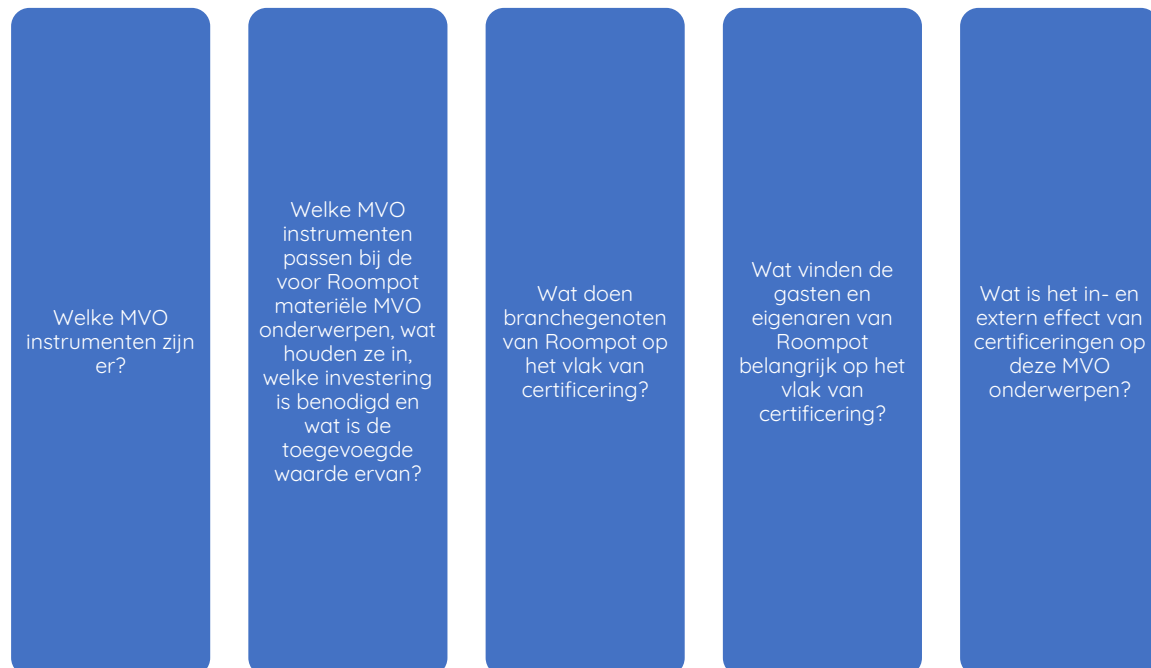 Welke MVO
instrumenten zijn
er?
Welke MVO
instrumenten
passen bij de
voor Roompot
materiële MVO
onderwerpen, wat
houden ze in,
welke investering
is benodigd en
wat is de
toegevoegde
waarde ervan?
Wat doen
branchegenoten
van Roompot op
het vlak van
certificering?
Wat vinden de
gasten en
eigenaren van
Roompot
belangrijk op het
vlak van
certificering?
Wat is het in- en
extern effect van
certificeringen op
deze MVO
onderwerpen?